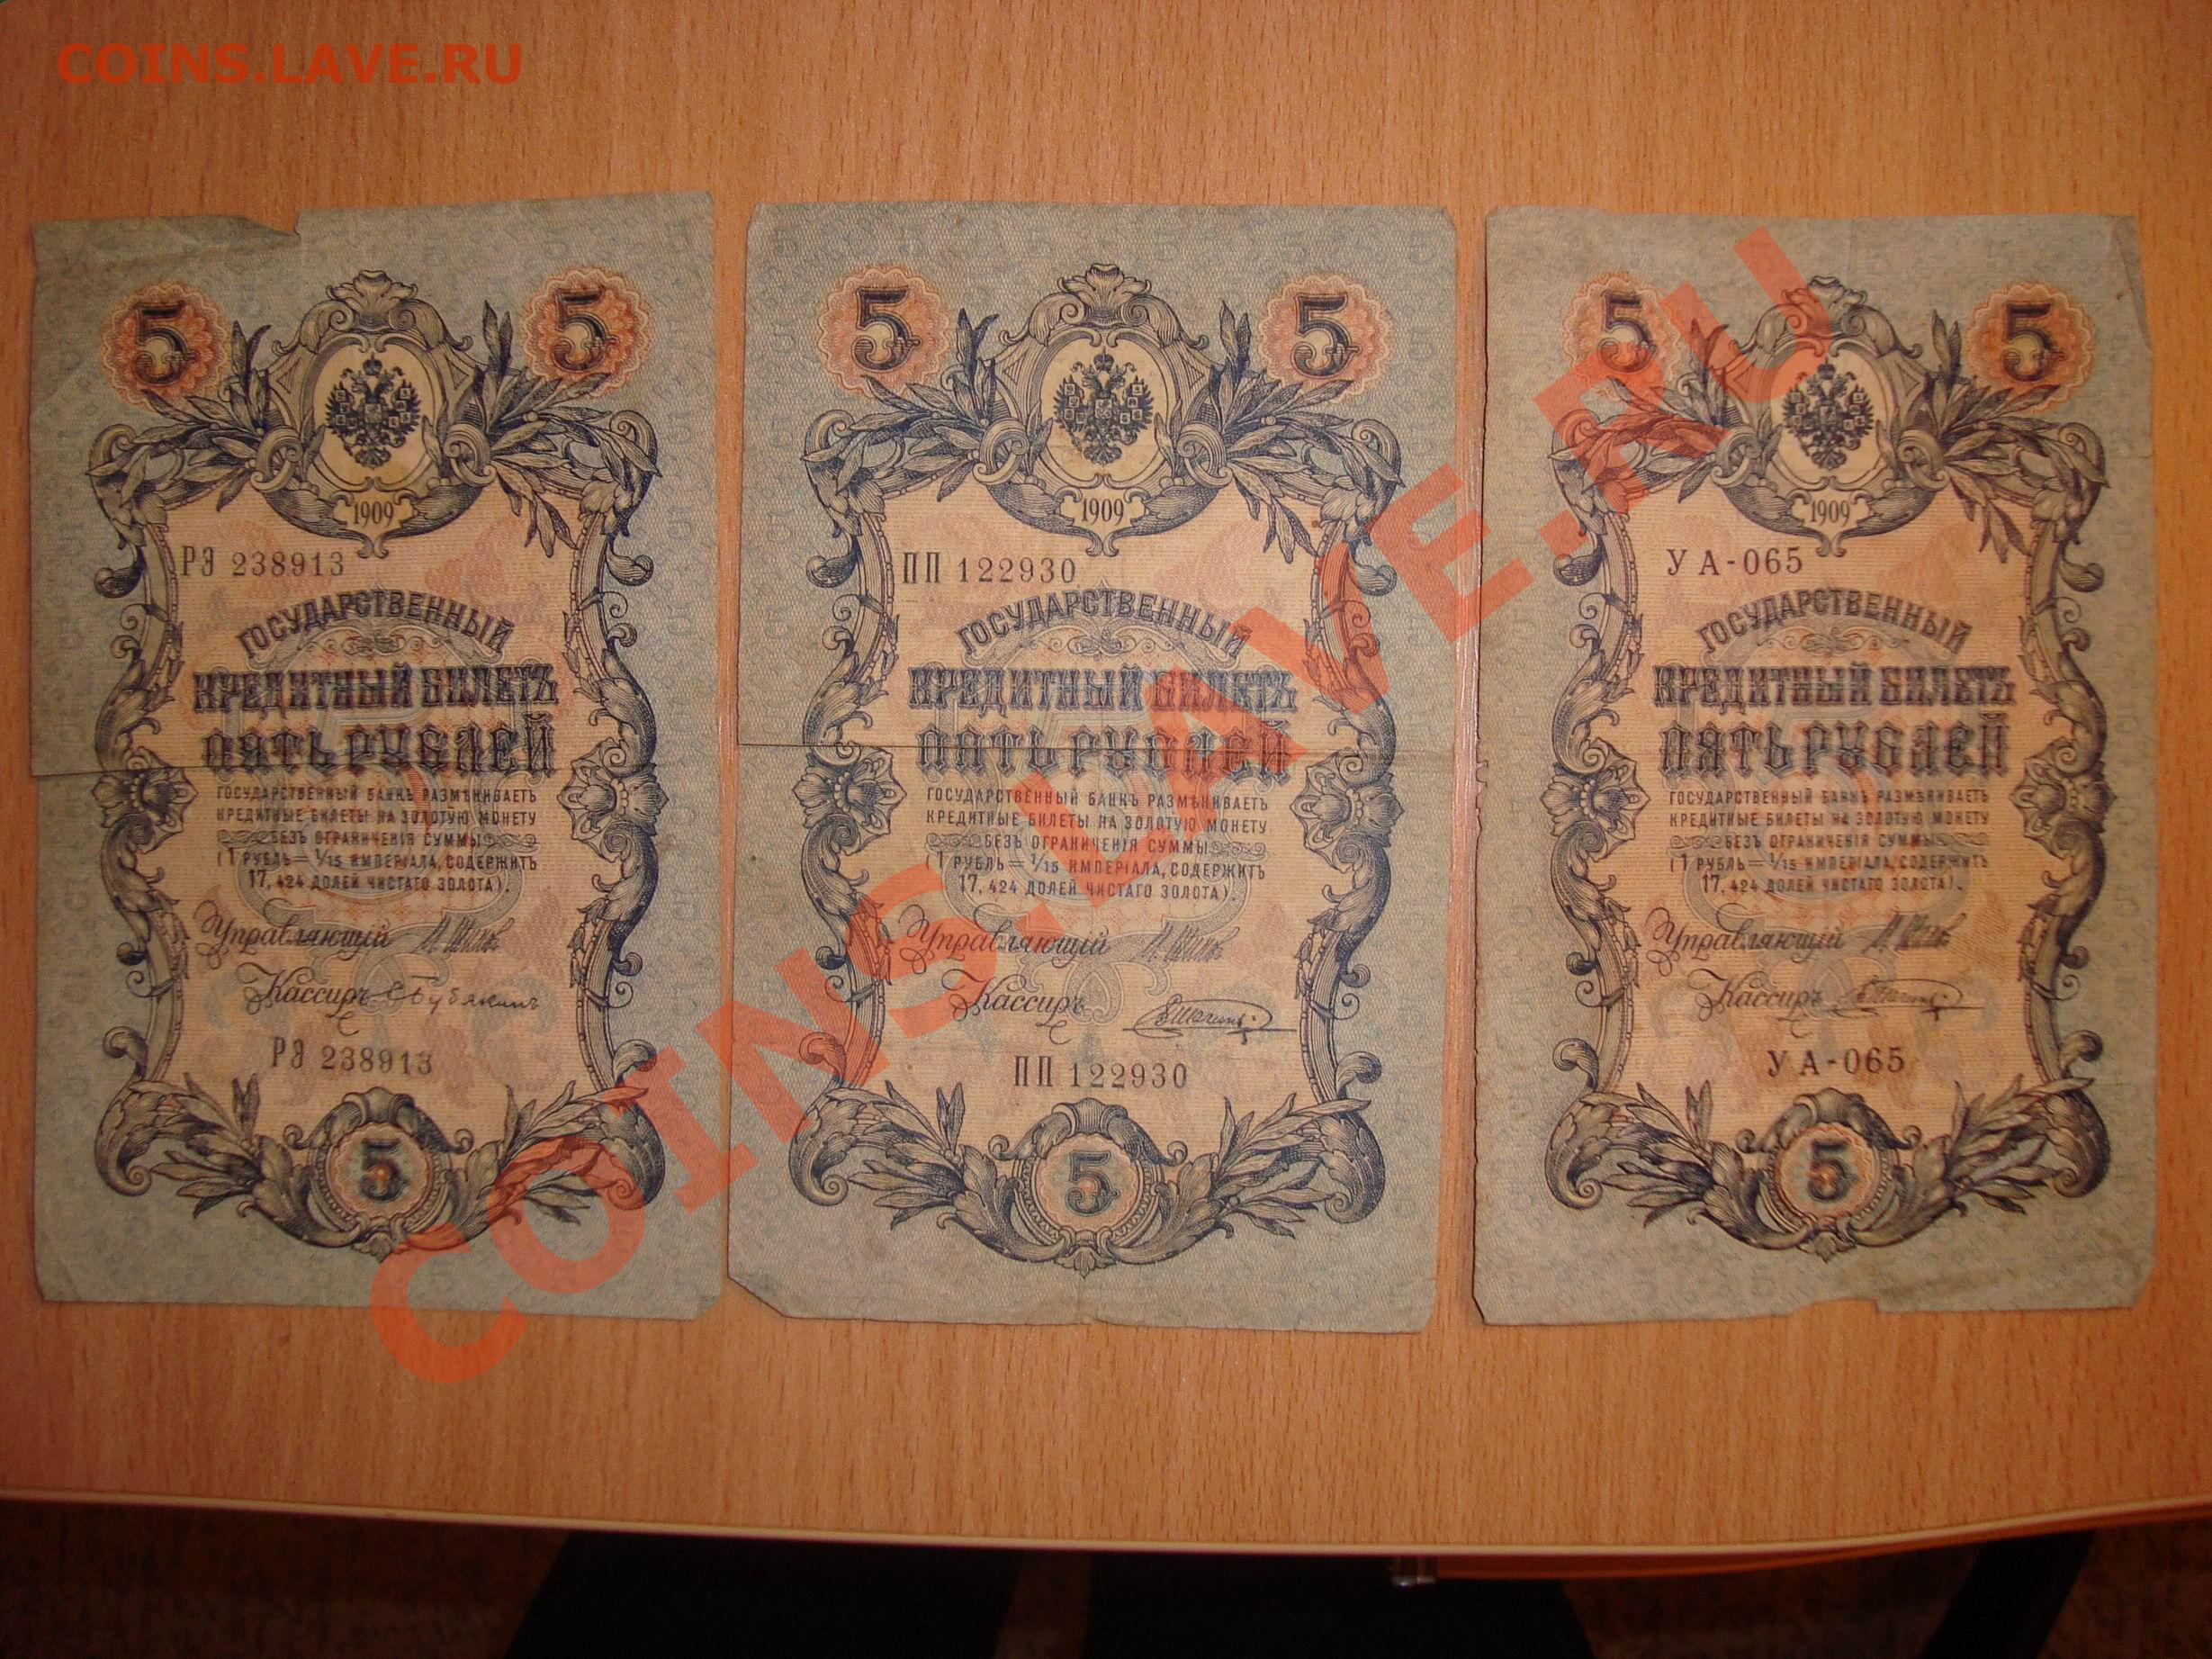 COINS.LAVE.RU
5 5
1909
РЭ 238913
ГОСУДАРСТВЕННЫЙ
КРЕДИТНЫЙ БИЛЕТЪ
ПЯТЬ РУБЛЕЙ
ГОСУДАРСТВЕННЫЙ БАНКЪ РАЗМѢНИВАЕТЪ
КРЕДИТНЫЕ БИЛЕТЫ НА ЗОЛОТУЮ МОНЕТУ
БЕЗЪ ОГРАНИЧЕНІЯ СУММЫ
(1 РУБЛЬ = 1/15 ИМПЕРІАЛА, СОДЕРЖИТЪ
17,424 ДОЛЕЙ ЧИСТАГО ЗОЛОТА).
Управляющій И. Шипов
Кассиръ С Бубякинъ
РЭ 238913
5
5 5
1909
ПП 122930
ГОСУДАРСТВЕННЫЙ
КРЕДИТНЫЙ БИЛЕТЪ
ПЯТЬ РУБЛЕЙ
ГОСУДАРСТВЕННЫЙ БАНКЪ РАЗМѢНИВАЕТЪ
КРЕДИТНЫЕ БИЛЕТЫ НА ЗОЛОТУЮ МОНЕТУ
БЕЗЪ ОГРАНИЧЕНІЯ СУММЫ
(1 РУБЛЬ = 1/15 ИМПЕРІАЛА, СОДЕРЖИТЪ
17,424 ДОЛЕЙ ЧИСТАГО ЗОЛОТА).
Управляющій И. Шипов
Кассиръ
ПП 122930
5
5 5
1909
УА-065
ГОСУДАРСТВЕННЫЙ
КРЕДИТНЫЙ БИЛЕТЪ
ПЯТЬ РУБЛЕЙ
ГОСУДАРСТВЕННЫЙ БАНКЪ РАЗМѢНИВАЕТЪ
КРЕДИТНЫЕ БИЛЕТЫ НА ЗОЛОТУЮ МОНЕТУ
БЕЗЪ ОГРАНИЧЕНІЯ СУММЫ
(1 РУБЛЬ = 1/15 ИМПЕРІАЛА, СОДЕРЖИТЪ
17,424 ДОЛЕЙ ЧИСТАГО ЗОЛОТА).
Управляющій И. Шипов
Кассиръ
УА-065
5
COINS.LAVE.RU